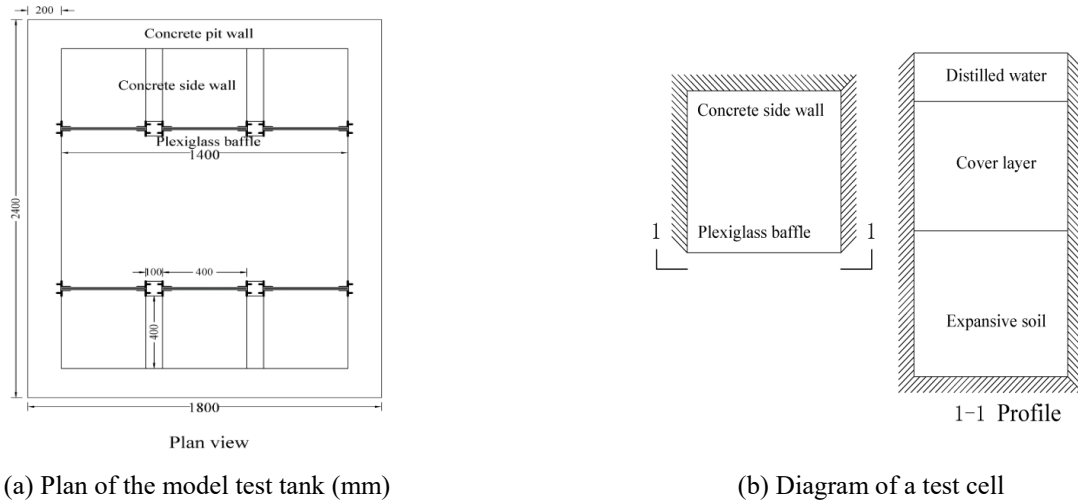 200
Concrete pit wall
Concrete side wall
Plexiglass baffle
1400
2400
100
400
400
1800
Plan view
(a) Plan of the model test tank (mm)
Concrete side wall
Plexiglass baffle
1
1
Distilled water
Cover layer
Expansive soil
1-1 Profile
(b) Diagram of a test cell